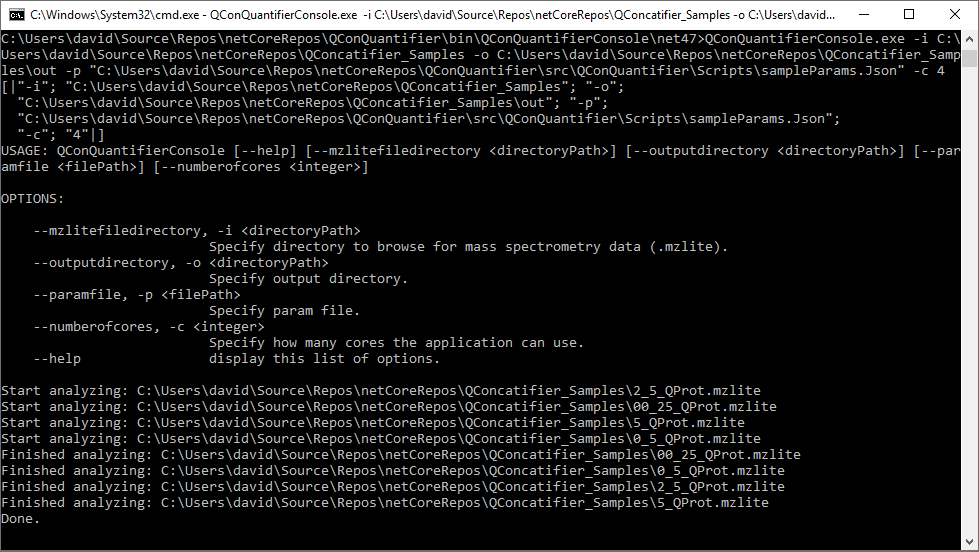 C:\Windows\System32\cmd.exe - QConQuantifierConsole.exe  -i C:\Users\david\Source\Repos\netCoreRepos\QConcatifier_Samples -o C:\Users\david...
C:\Users\david\Source\Repos\netCoreRepos\QConQuantifier\bin\QConQuantifierConsole\net47>QConQuantifierConsole.exe -i C:\
Users\david\Source\Repos\netCoreRepos\QConcatifier_Samples -o C:\Users\david\Source\Repos\netCoreRepos\QConcatifier_Samp
les\out -p "C:\Users\david\Source\Repos\netCoreRepos\QConQuantifier\src\QConQuantifier\Scripts\sampleParams.Json" -c 4
[|"-i"; "C:\Users\david\Source\Repos\netCoreRepos\QConcatifier_Samples"; "-o";
  "C:\Users\david\Source\Repos\netCoreRepos\QConcatifier_Samples\out"; "-p";
  "C:\Users\david\Source\Repos\netCoreRepos\QConQuantifier\src\QConQuantifier\Scripts\sampleParams.Json";
  "-c"; "4"|]
USAGE: QConQuantifierConsole [--help] [--mzlitefiledirectory <directoryPath>] [--outputdirectory <directoryPath>] [--par
amfile <filePath>] [--numberofcores <integer>]
OPTIONS:
    --mzlitefiledirectory, -i <directoryPath>
                          Specify directory to browse for mass spectrometry data (.mzlite).
    --outputdirectory, -o <directoryPath>
                          Specify output directory.
    --paramfile, -p <filePath>
                          Specify param file.
    --numberofcores, -c <integer>
                          Specify how many cores the application can use.
    --help                display this list of options.
Start analyzing: C:\Users\david\Source\Repos\netCoreRepos\QConcatifier_Samples\2_5_QProt.mzlite
Start analyzing: C:\Users\david\Source\Repos\netCoreRepos\QConcatifier_Samples\00_25_QProt.mzlite
Start analyzing: C:\Users\david\Source\Repos\netCoreRepos\QConcatifier_Samples\5_QProt.mzlite
Start analyzing: C:\Users\david\Source\Repos\netCoreRepos\QConcatifier_Samples\0_5_QProt.mzlite
Finished analyzing: C:\Users\david\Source\Repos\netCoreRepos\QConcatifier_Samples\00_25_QProt.mzlite
Finished analyzing: C:\Users\david\Source\Repos\netCoreRepos\QConcatifier_Samples\0_5_QProt.mzlite
Finished analyzing: C:\Users\david\Source\Repos\netCoreRepos\QConcatifier_Samples\2_5_QProt.mzlite
Finished analyzing: C:\Users\david\Source\Repos\netCoreRepos\QConcatifier_Samples\5_QProt.mzlite
Done.